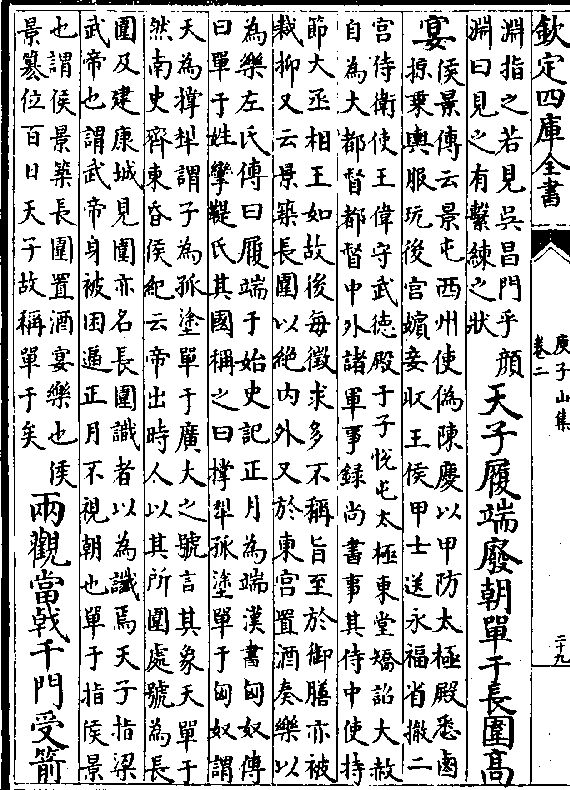 欽定四庫全書
庾子山集
卷二
二十九
淵指之若見吳昌門乎顔
淵曰見之有繫練之狀
天子履端廢朝單于長圍高
宴
侯景傳云景屯西州使偽陳慶以甲防太極殿悉鹵
掠乘輿服玩後宮嬪妾收王侯甲士送永福省撤二
宮侍衛使王偉守武德殿于子悅屯太極東堂矯詔大赦
自為大都督都督中外諸軍事録尚書事其侍中使持
節大丞相王如故後每徵求多不稱旨至於御膳亦被
裁抑又云景築長圍以絶内外又於東宮置酒奏樂以
為樂左氏傳曰履端于始史記正月為端漢書匈奴傳
曰單于姓攣鞮氏其國稱之曰撑犁孤塗單于匈奴謂
天為撑犁謂子為孤塗單于廣大之號言其象天單于
然南史齊東昏侯紀云帝出時人以其所圍處號為長
圍及建康城見圍亦名長圍識者以為讖焉天子指梁
武帝也謂武帝身被困逼正月不視朝也單于指侯景
也謂侯景築長圍置酒宴樂也侯
景簒位百日天子故稱單于矣
兩觀當戟千門受箭